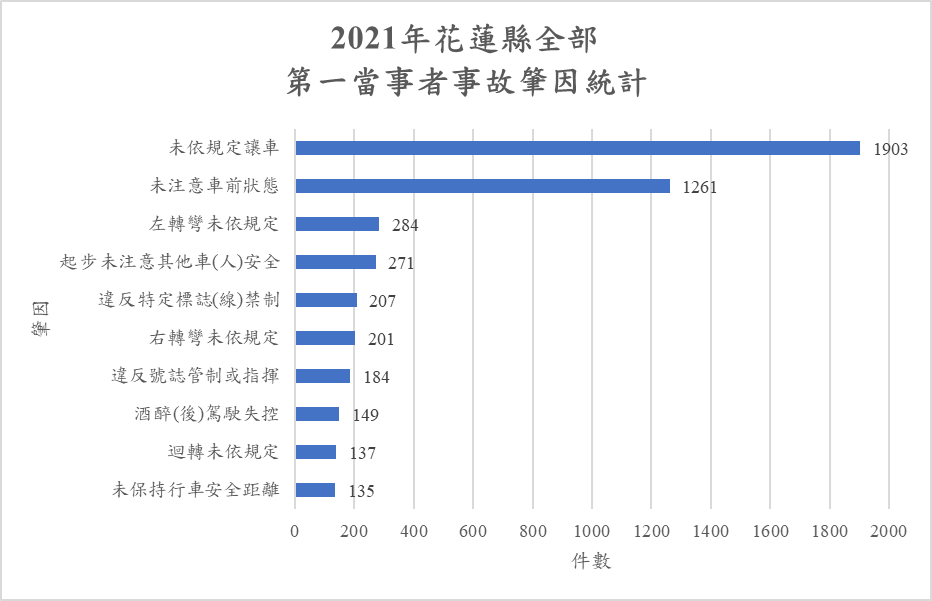 2021年花蓮縣全部
第一當事者事故肇因統計
肇因
未依規定讓車 1903
未注意車前狀態 1261
左轉彎未依規定 284
起步未注意其他車(人)安全 271
違反特定標誌(線)禁制 207
右轉彎未依規定 201
違反號誌管制或指揮 184
酒醉(後)駕駛失控 149
迴轉未依規定 137
未保持行車安全距離 135
0 200 400 600 800 1000 1200 1400 1600 1800 2000
件數